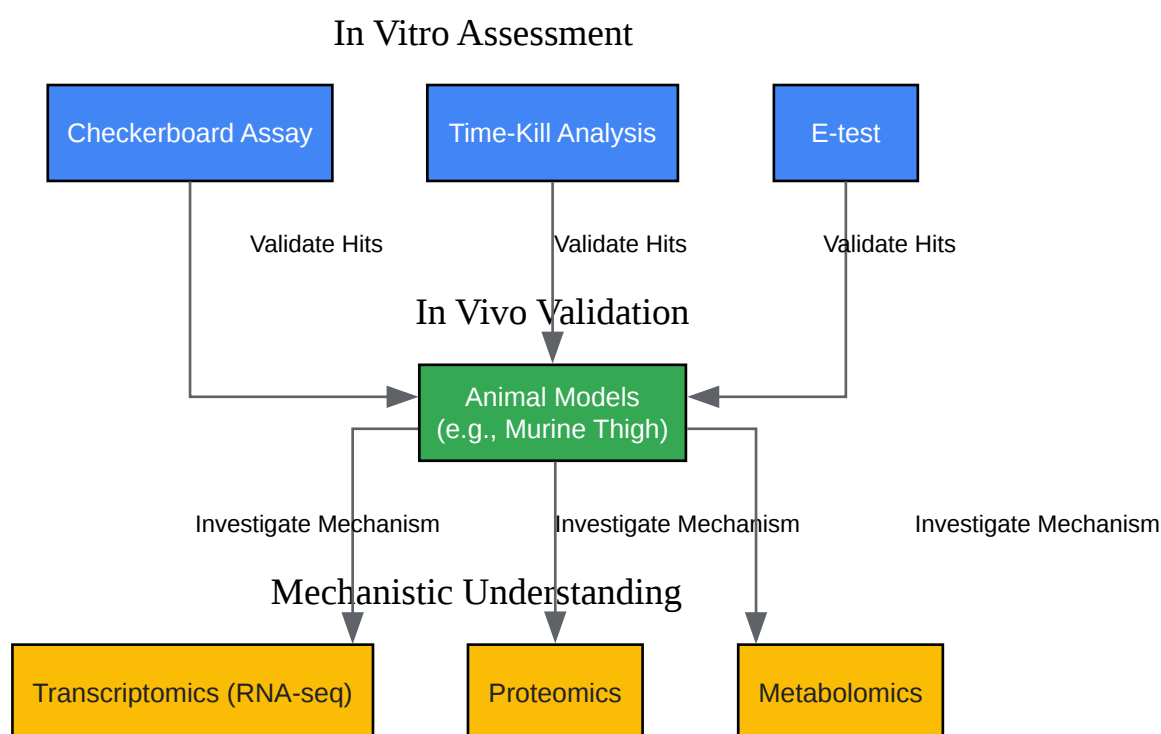 In Vitro Assessment
Checkerboard Assay
Time-Kill Analysis
E-test
Validate Hits
Validate Hits
Validate Hits
In Vivo Validation
Animal Models
(e.g., Murine Thigh)
Investigate Mechanism
Investigate Mechanism
Investigate Mechanism
Mechanistic Understanding
Transcriptomics (RNA-seq)
Proteomics
Metabolomics